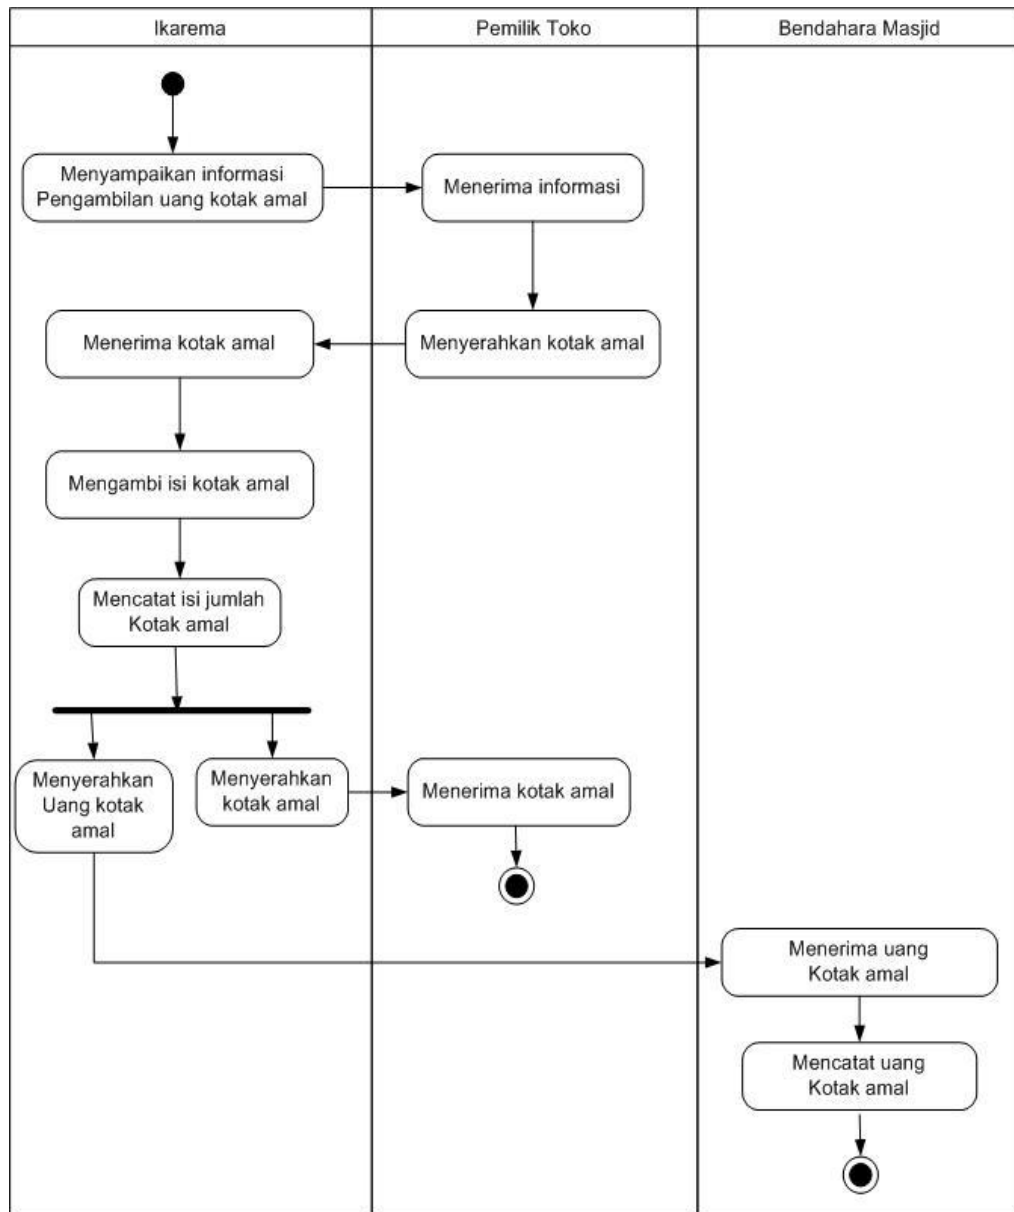 Ikarema
Pemilik Toko
Bendahara Masjid
Menyampaikan informasi
Pengambilan uang kotak amal
Menerima informasi
Menerima kotak amal
Menyerahkan kotak amal
Mengambi isi kotak amal
Mencatat isi jumlah
Kotak amal
Menyerahkan
Uang kotak
amal
Menyerahkan
kotak amal
Menerima kotak amal
Menerima uang
Kotak amal
Mencatat uang
Kotak amal